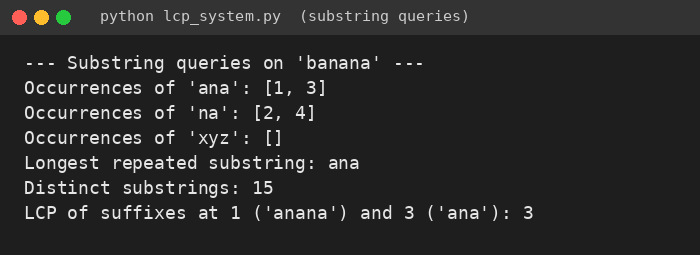 python lcp_system.py (substring queries)
--- Substring queries on 'banana' ---
Occurrences of 'ana': [1, 3]
Occurrences of 'na': [2, 4]
Occurrences of 'xyz': []
Longest repeated substring: ana
Distinct substrings: 15
LCP of suffixes at 1 ('anana') and 3 ('ana'): 3